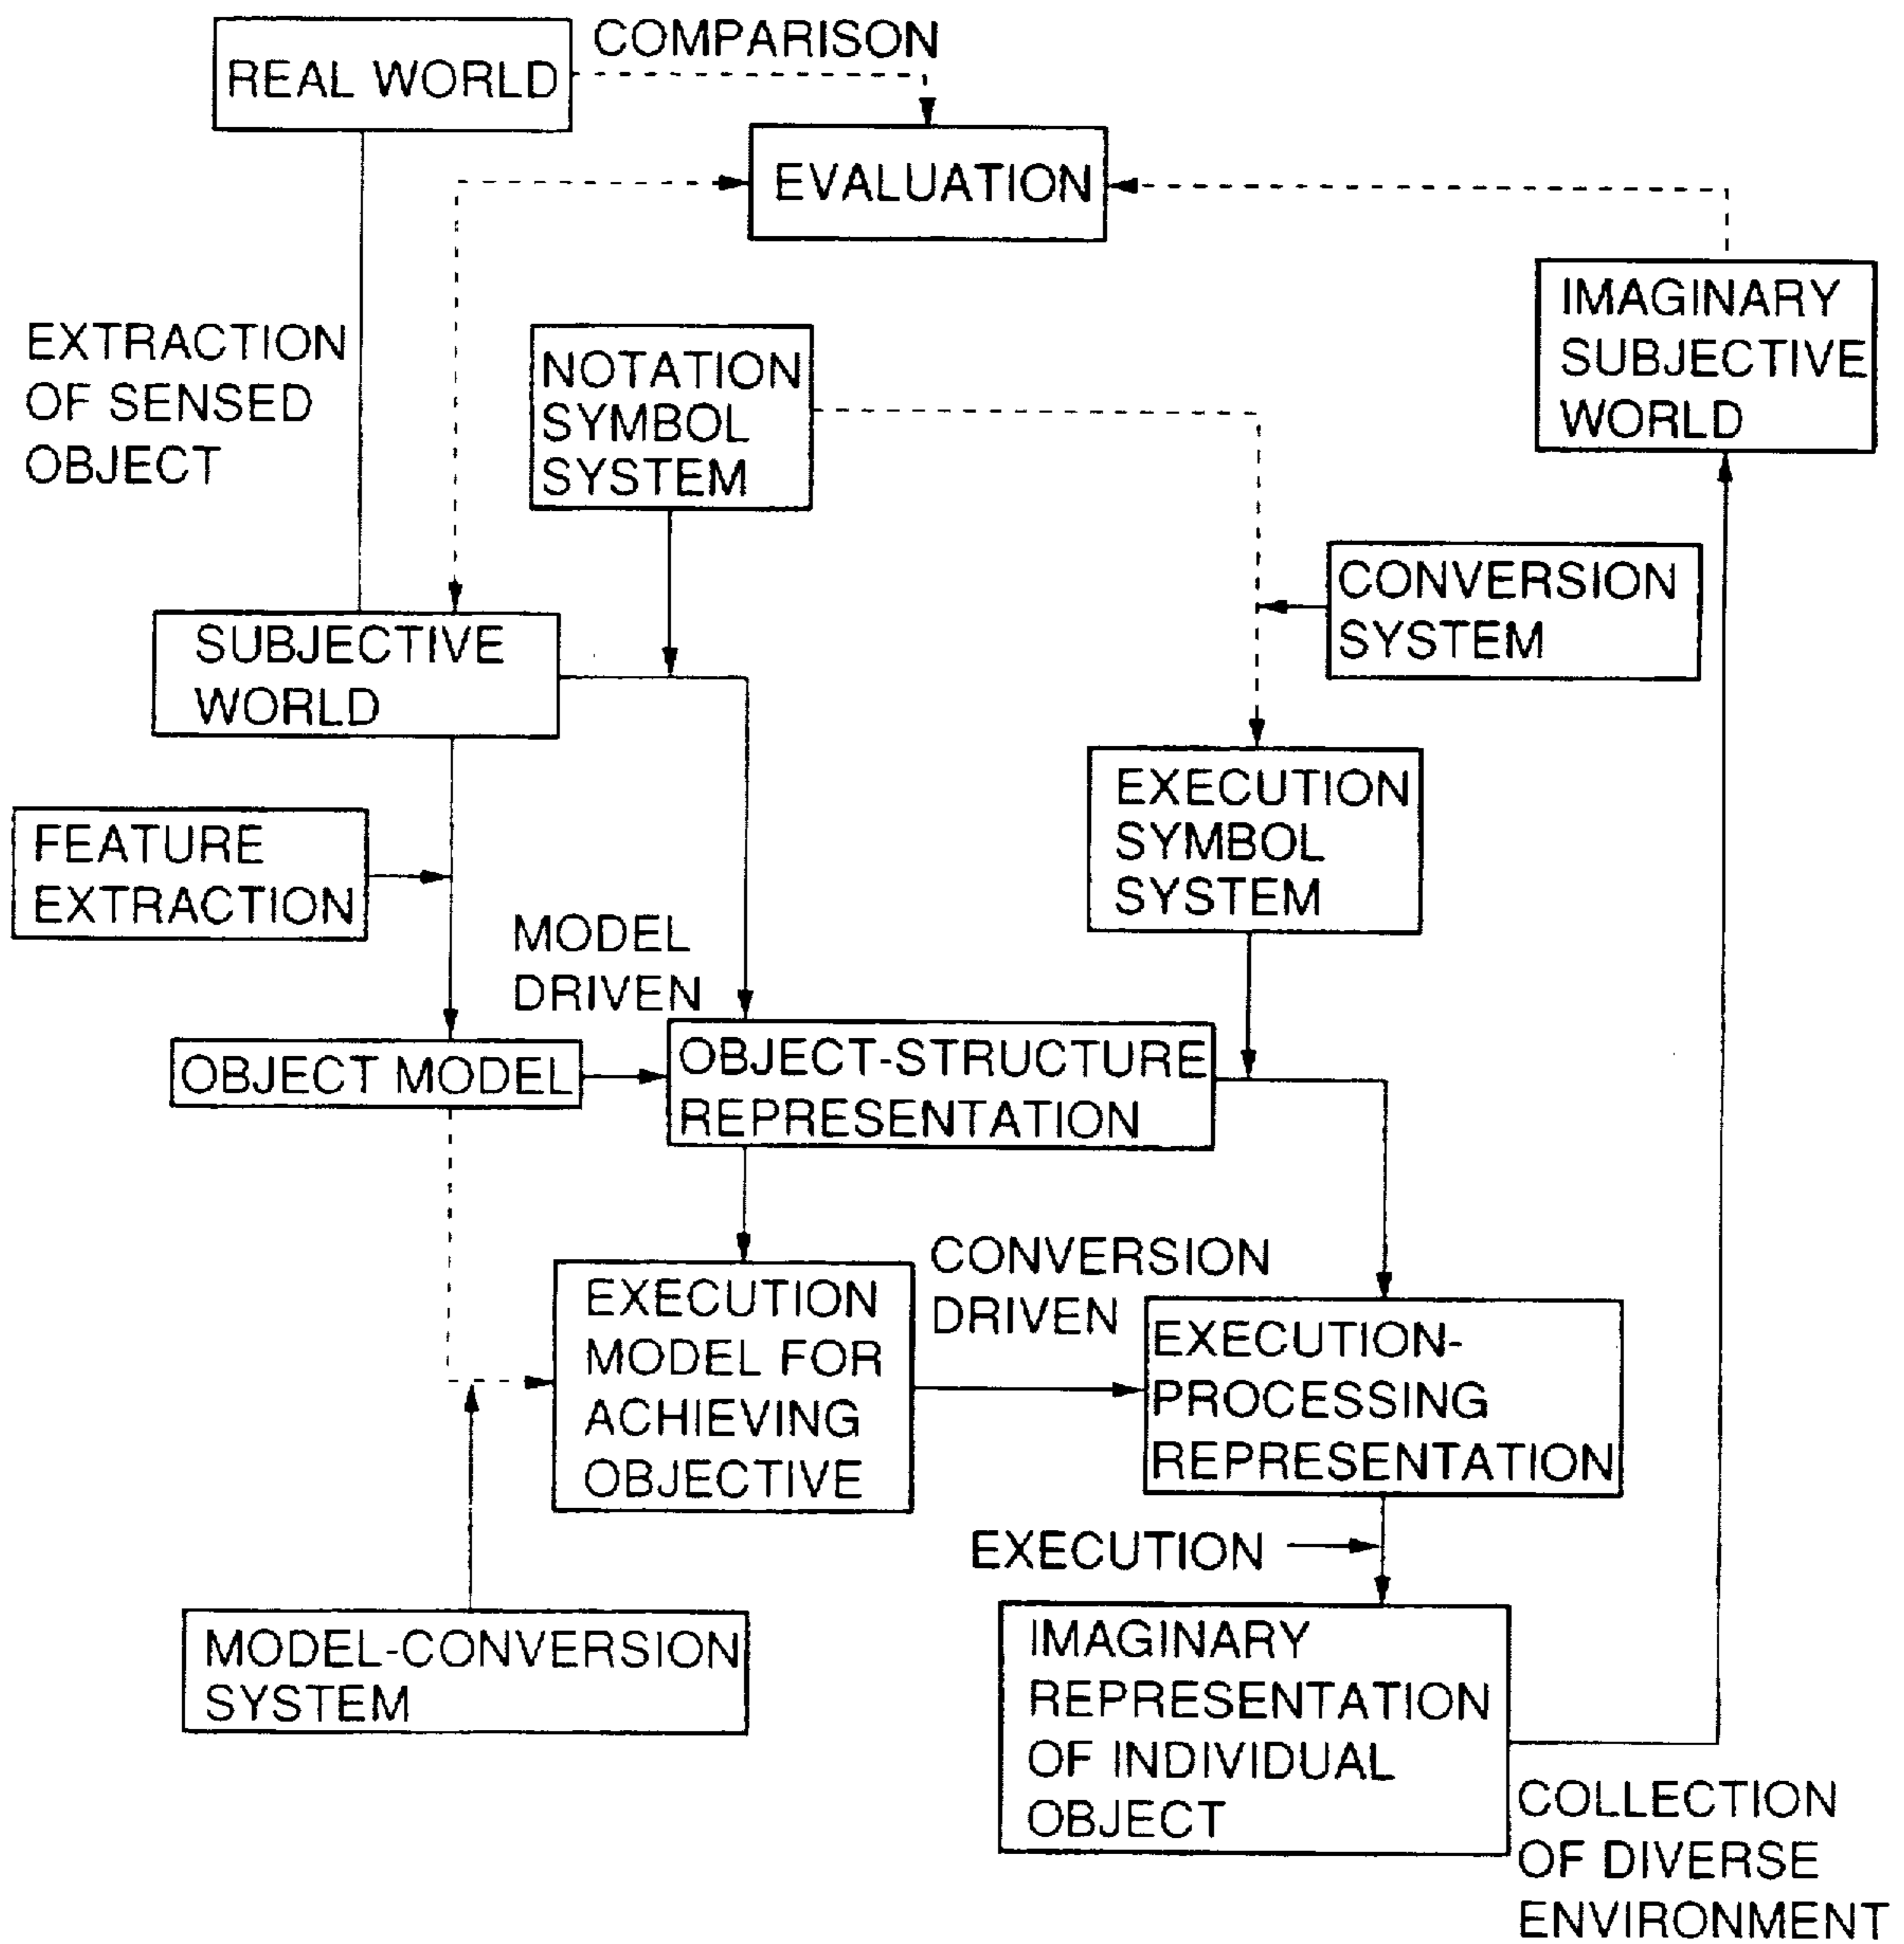 REAL WORLD
COMPARISON
EVALUATION
IMAGINARY
SUBJECTIVE
WORLD
EXTRACTION
OF SENSED
OBJECT
NOTATION
SYMBOL
SYSTEM
CONVERSION
SYSTEM
SUBJECTIVE
WORLD
EXECUTION
SYMBOL
SYSTEM
FEATURE
EXTRACTION
MODEL
DRIVEN
OBJECT MODEL
OBJECT-STRUCTURE
REPRESENTATION
EXECUTION
MODEL FOR
ACHIEVING
OBJECTIVE
CONVERSION
DRIVEN
EXECUTION-
PROCESSING
REPRESENTATION
EXECUTION
MODEL-CONVERSION
SYSTEM
IMAGINARY
REPRESENTATION
OF INDIVIDUAL
OBJECT
COLLECTION
OF DIVERSE
ENVIRONMENT